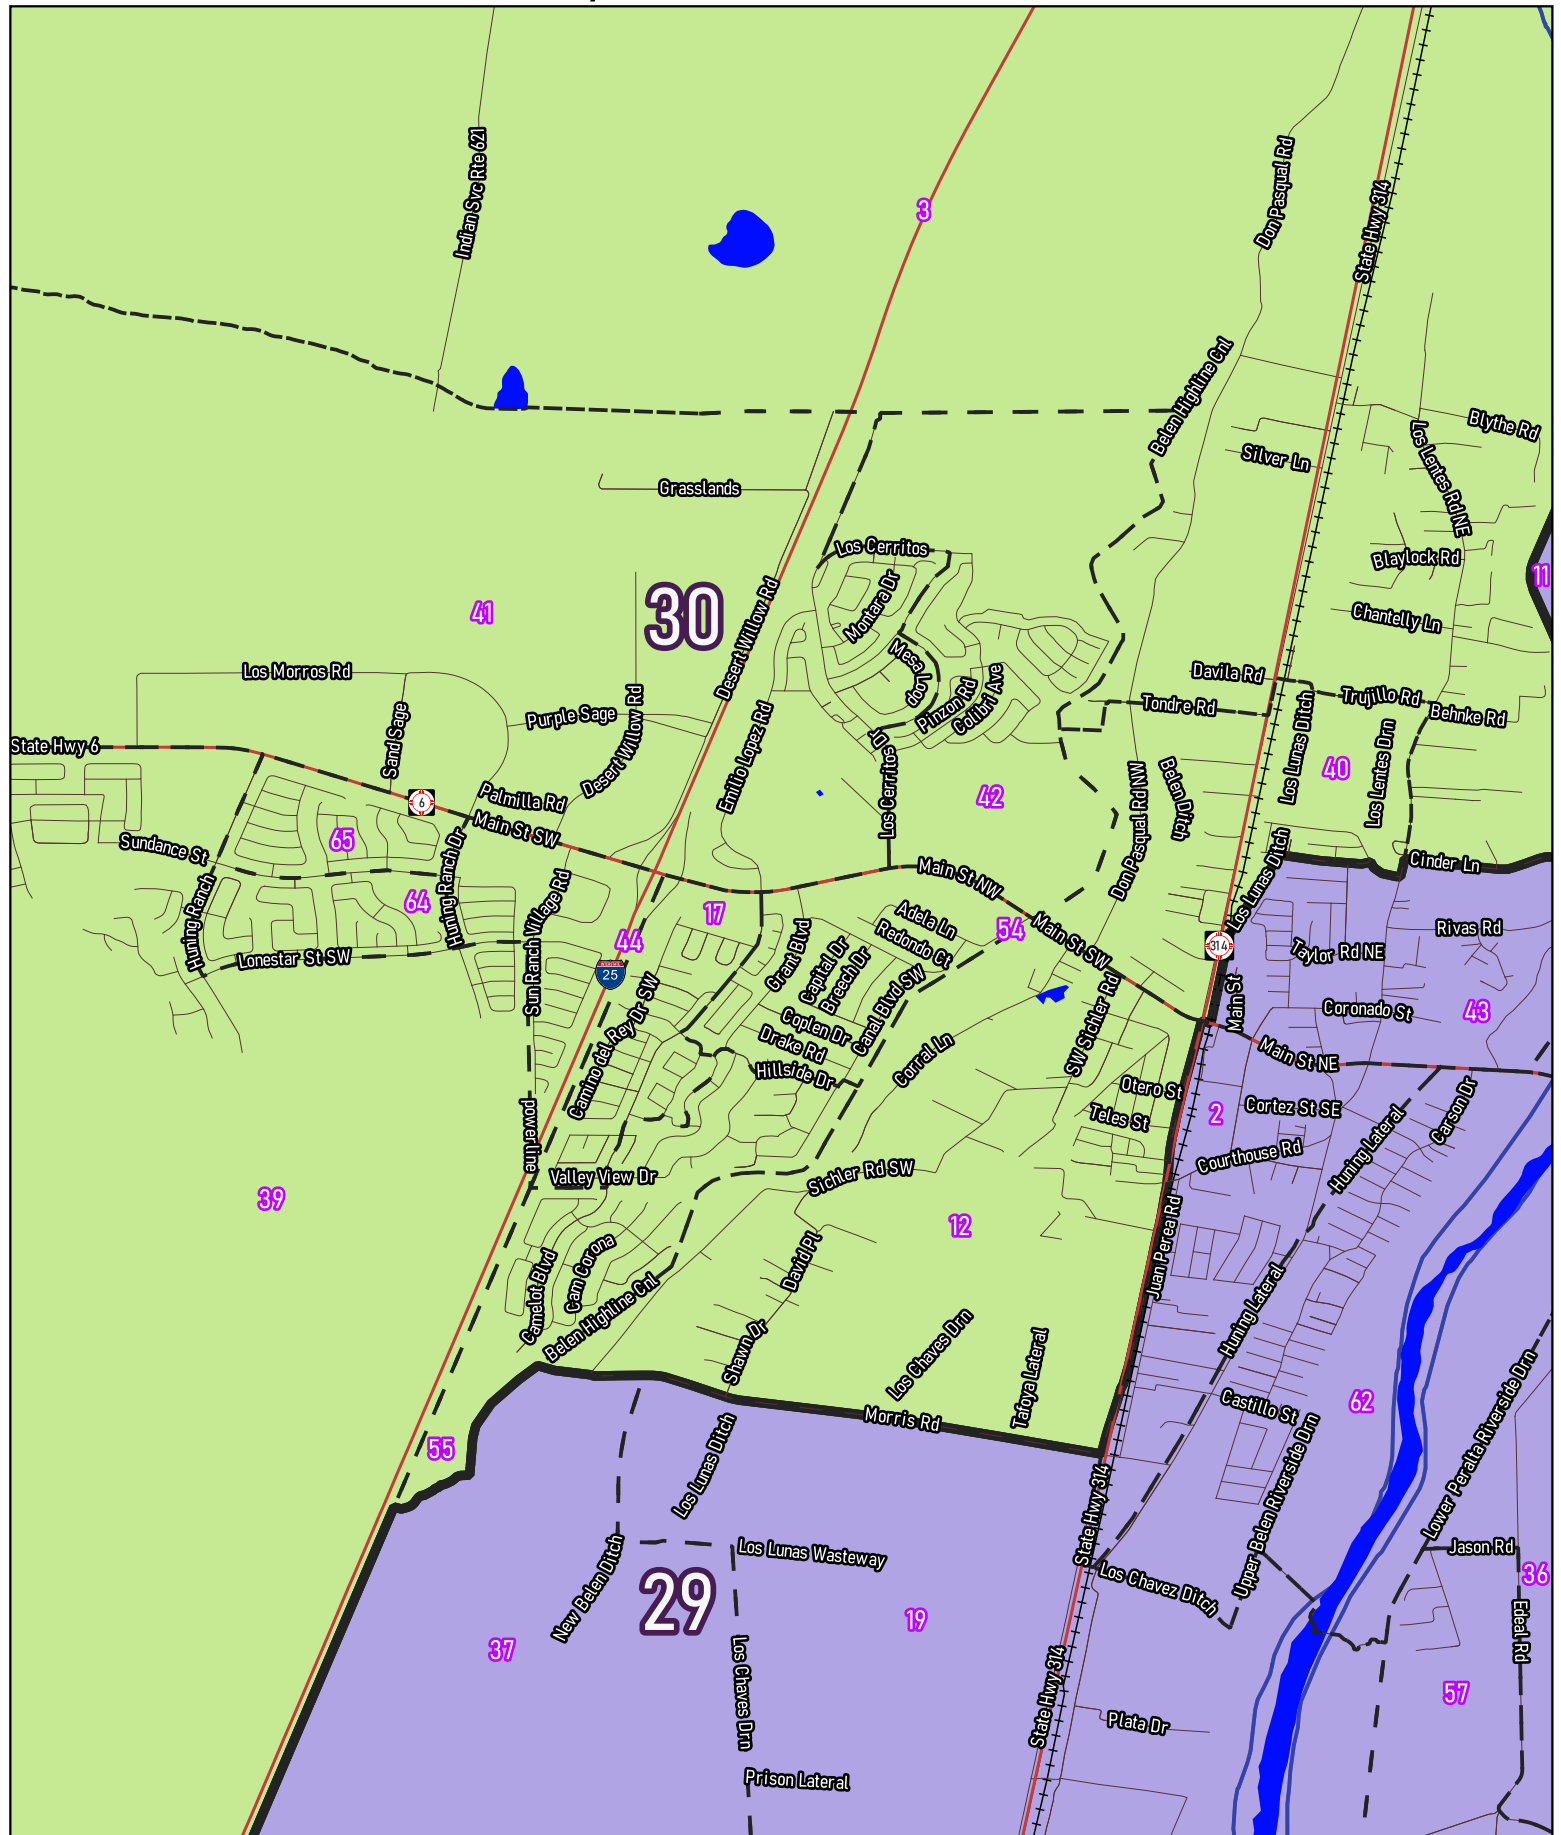 Indian Svc Rte 621
Don Pasqual Rd
State Hwy 314
3
Belen Highline Cnl
Blythe Rd
Silver Ln
Los Lentes Rd NE
Grasslands
Los Cerritos
Blaylock Rd
11
41
30
Montara Dr
Chantelly Ln
Desert Willow Rd
Mesa Loop
Los Morros Rd
Davila Rd
Pinzon Rd
Colibri Ave
Tondre Rd
Trujillo Rd
Behnke Rd
Purple Sage
Desert Willow Rd
Sand Sage
State Hwy 6
Emilio Lopez Rd
Los Cerritos Dr
Los Lunas Ditch
Los Lentes Drn
40
42
Belen Ditch
Don Pasqual Rd NW
6
Palmilla Rd
Main St SW
65
Sundance St
Huning Ranch Dr
Cinder Ln
Main St NW
Los Lunas Ditch
64
17
54
Adela Ln
Redondo Ct
Main St SW
Huning Ranch
Sun Ranch Village Rd
44
Grant Blvd
Capital Dr
Breech Dr
Rivas Rd
Taylor Rd NE
314
Lonestar St SW
25
Canal Blvd SW
Main St
Coronado St
43
Camino del Rey Dr SW
Coplen Dr
Drake Rd
Corral Ln
SW Sichler Rd
Main St NE
Hillside Dr
Otero St
Teles St
2
Cortez St SE
Carson Dr
powerline
Courthouse Rd
Huning Lateral
Valley View Dr
Sichler Rd SW
39
12
Juan Perea Rd
Camelot Blvd
Cam Corona
David Pl
Belen Highline Cnl
Huning Lateral
Shawn Dr
Los Chaves Drn
Tafoya Lateral
62
Castillo St
Morris Rd
55
Los Lunas Ditch
Lower Peralta Riverside Drn
Upper Belen Riverside Drn
State Hwy 314
Los Lunas Wasteway
Jason Rd
36
Los Chavez Ditch
New Belen Ditch
29
19
37
Edeal Rd
Los Chaves Drn
State Hwy 314
57
Plata Dr
Prison Lateral